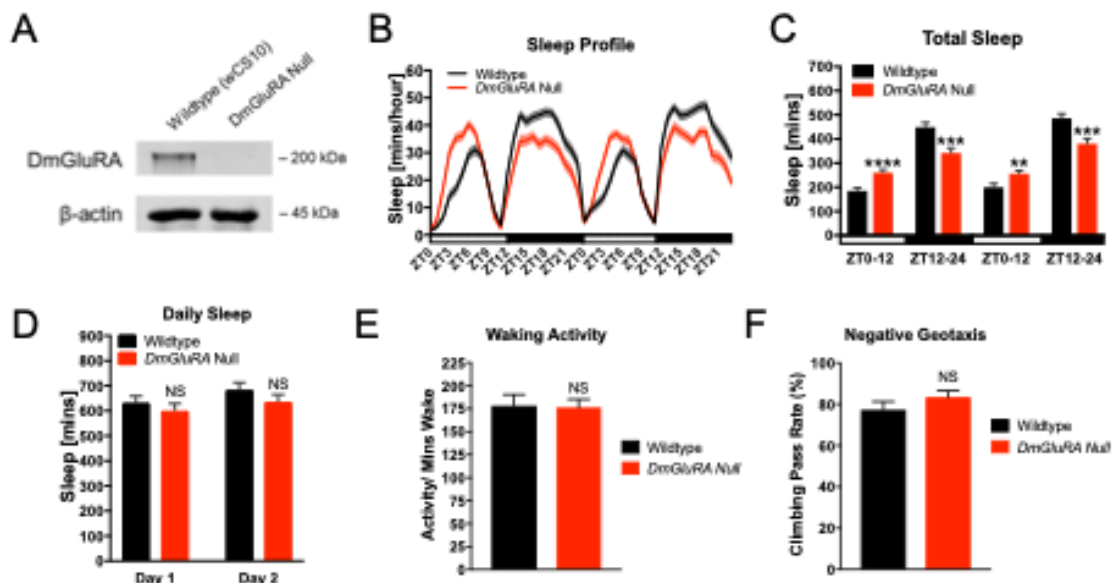 A
Wildtype (wCS10)
DmGluRA Null
DmGluRA
– 200 kDa
β-actin
– 45 kDa
B
Sleep Profile
Wildtype
DmGluRA Null
Sleep [mins/hour]
60
50
40
30
20
10
0
ZT0
ZT3
ZT6
ZT9
ZT12
ZT15
ZT18
ZT21
ZT0
ZT3
ZT6
ZT9
ZT12
ZT15
ZT18
ZT21
C
Total Sleep
Wildtype
DmGluRA Null
Sleep [mins]
700
600
500
400
300
200
100
0
****
***
**
***
ZT0-12
ZT12-24
ZT0-12
ZT12-24
D
Daily Sleep
Wildtype
DmGluRA Null
Sleep [mins]
900
800
700
600
500
400
300
200
100
0
NS
NS
Day 1
Day 2
E
Waking Activity
Activity/ Mins Wake
225
200
175
150
125
100
75
50
25
0
NS
Wildtype
DmGluRA Null
F
Negative Geotaxis
Climbing Pass Rate (%)
100
80
60
40
20
0
NS
Wildtype
DmGluRA Null